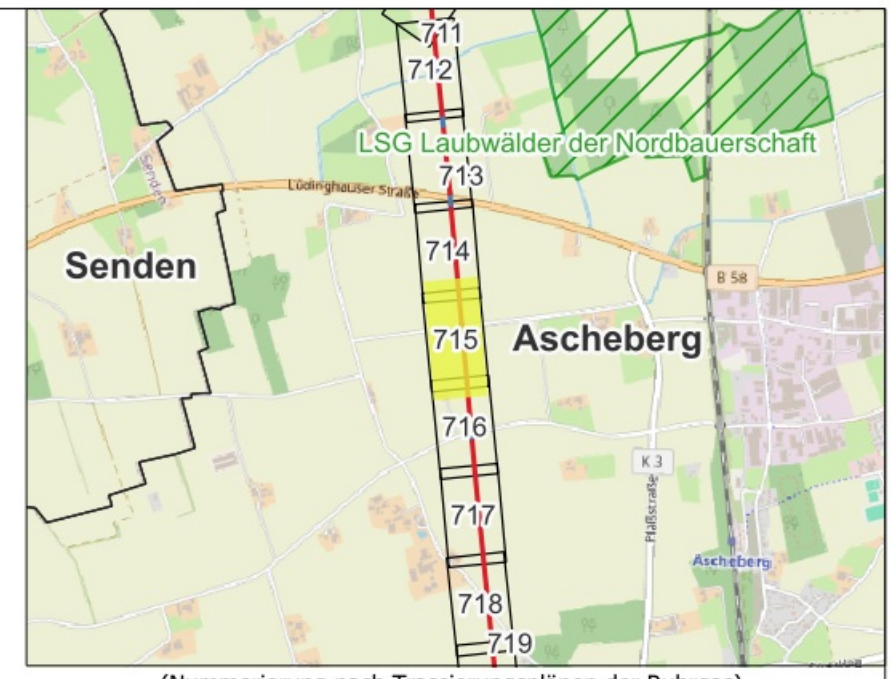 711
712
LSG Laubwälder der Nordbauerschaft
Senden
713
Lüdinghauser Straße
714
Senden
B 58
715
Ascheberg
716
K 3
717
Plaßstraße
Ascheberg
718
719
(Nummerierung nach Trassierungsplänen der Ruhrgas)